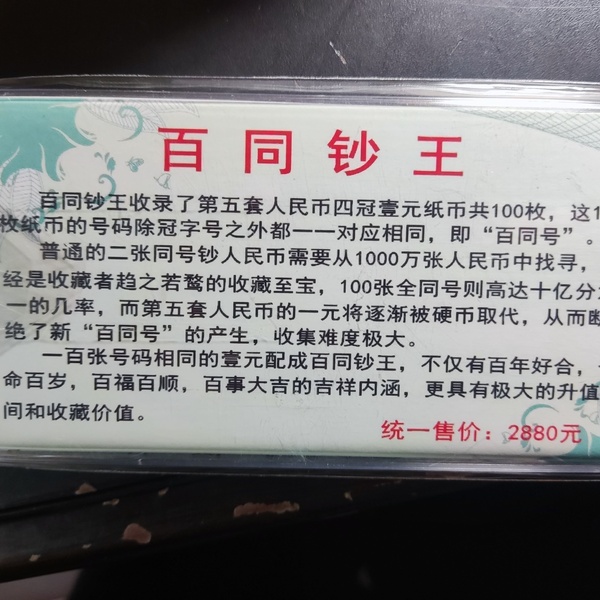 百同钞王
百同钞王收录了第五套人民币四冠壹元纸币共100枚，这1
枚纸币的号码除冠字号之外都一一对应相同，即“百同号”。
普通的二张同号钞人民币需要从1000万张人民币中找寻，
经是收藏者趋之若鹜的收藏至宝，100张全同号则高达十亿分
一的几率，而第五套人民币的一元将逐渐被硬币取代，从而断
绝了新“百同号”的产生，收集难度极大。
一百张号码相同的壹元配成百同钞王，不仅有百年好合，
命百岁，百福百顺，百事大吉的吉祥内涵，更具有极大的升值
间和收藏价值。
统一售价：2880元